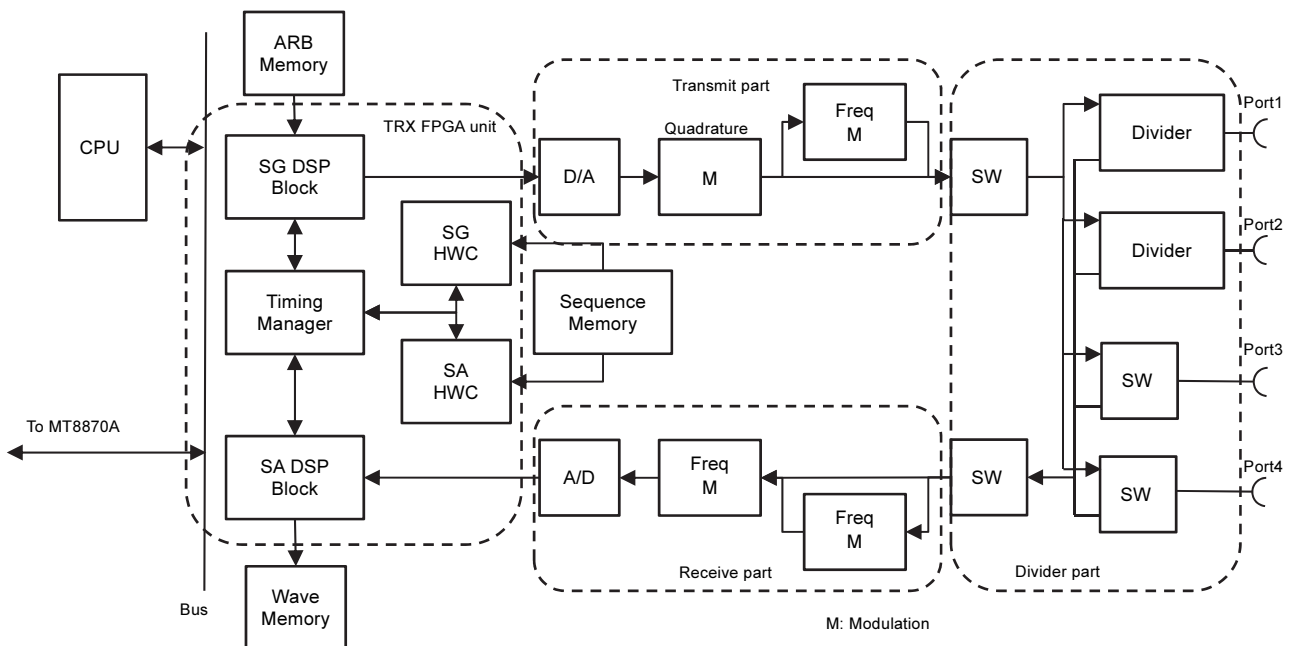 ARB
Memory
CPU
TRX FPGA unit
SG DSP
Block
SG
HWC
Timing
Manager
Sequence
Memory
SA
HWC
To MT8870A
SA DSP
Block
Bus
Wave
Memory
Transmit part
Freq
M
Quadrature
D/A
M
SW
Divider
Port1
Divider
Port2
SW
Port3
SW
Port4
A/D
Freq
M
Freq
M
SW
Receive part
Divider part
M: Modulation